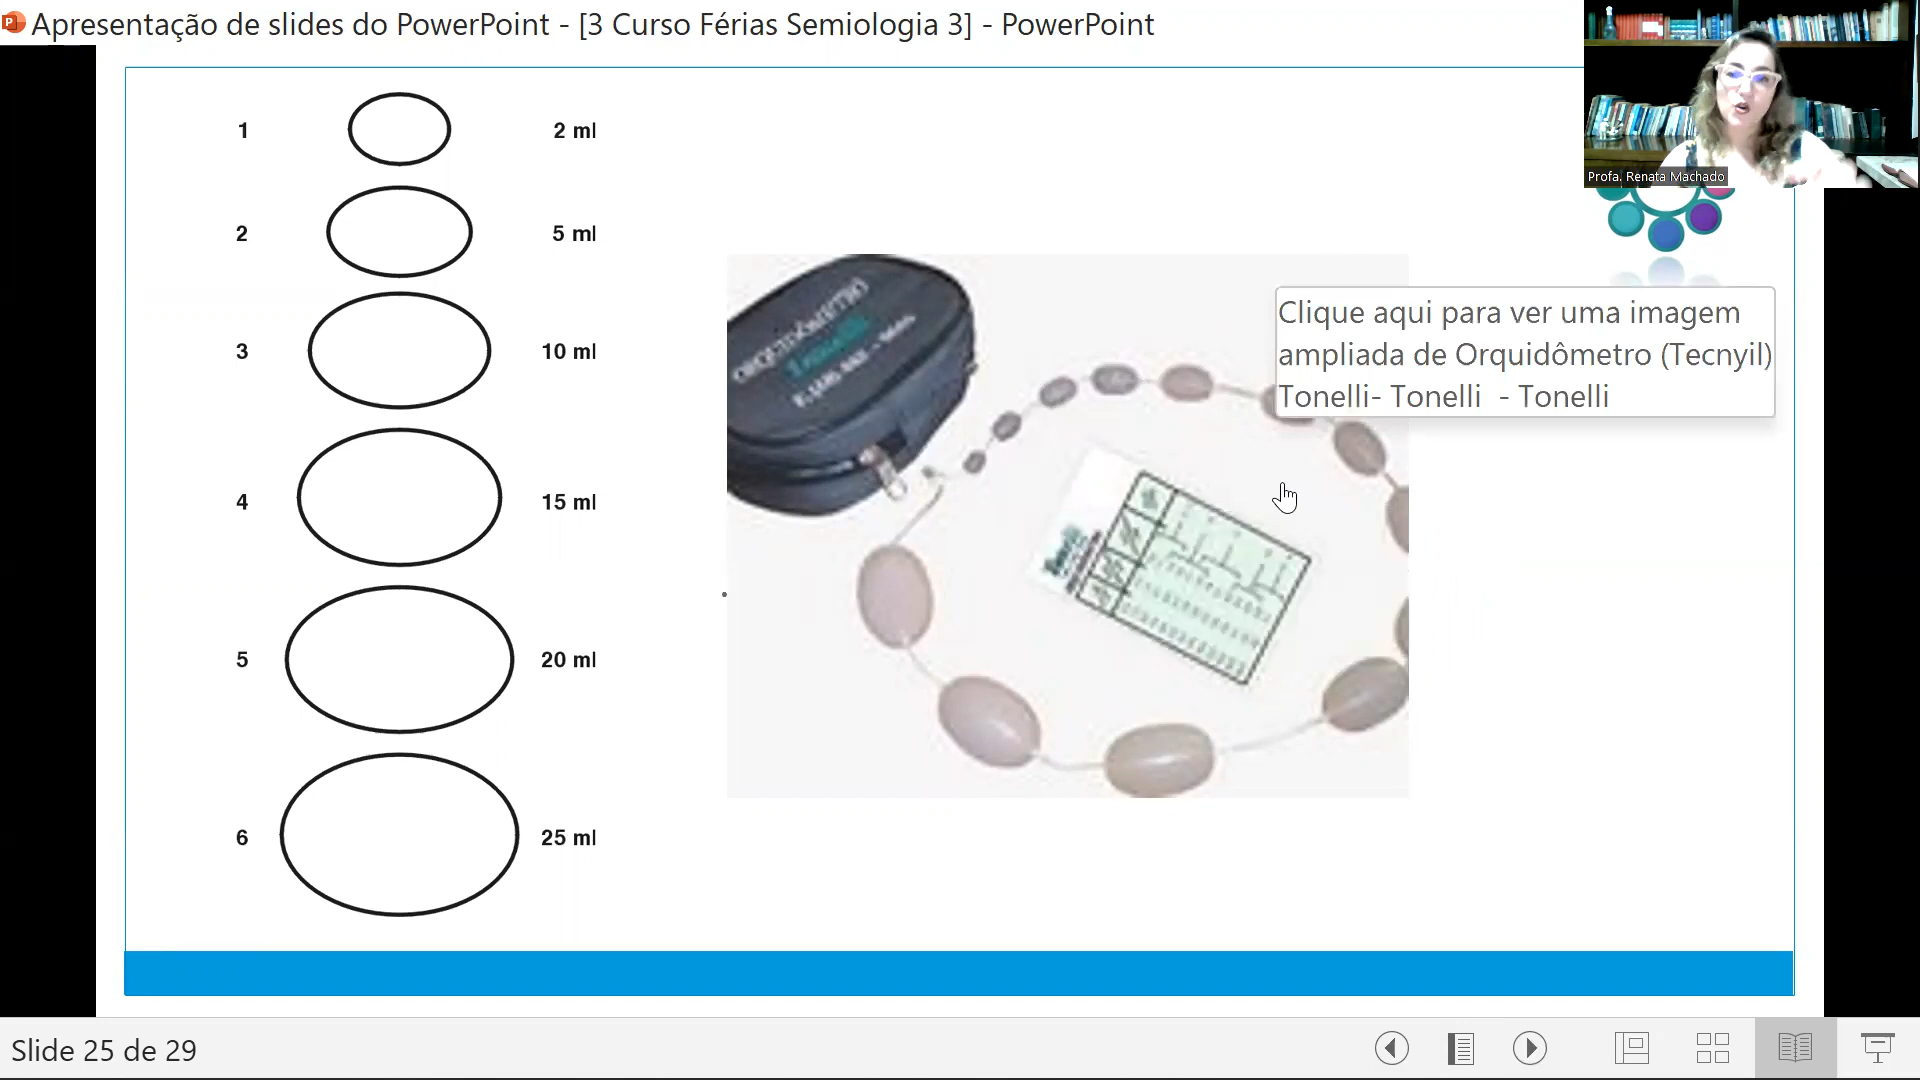 Apresentação de slides do PowerPoint - [3 Curso Férias Semiologia 3] - PowerPoint
Profa. Renata Machado
1 2 ml
2 5 ml
3 10 ml
4 15 ml
5 20 ml
6 25 ml
ORQUIDÔMETRO
Clique aqui para ver uma imagem
ampliada de Orquidômetro (Tecnyil)
Tonelli- Tonelli - Tonelli
Slide 25 de 29